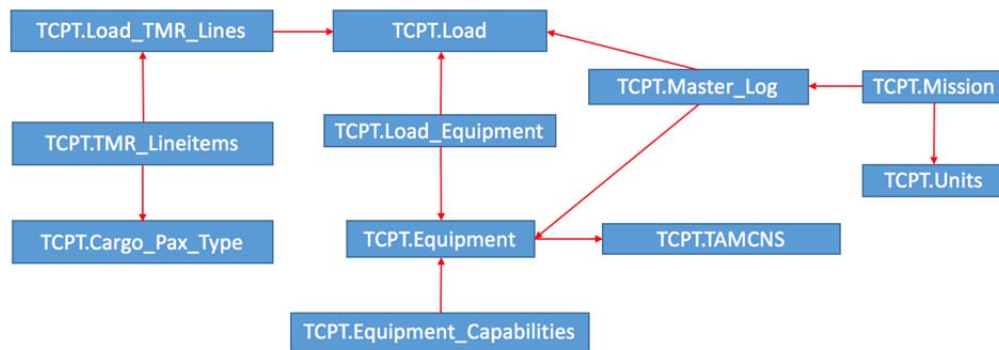 TCPT.Load_TMR_Lines
TCPT.Load
TCPT.Master_Log
TCPT.Mission
TCPT.TMR_Lineitems
TCPT.Load_Equipment
TCPT.Units
TCPT.Cargo_Pax_Type
TCPT.Equipment
TCPT.TAMCNS
TCPT.Equipment_Capabilities